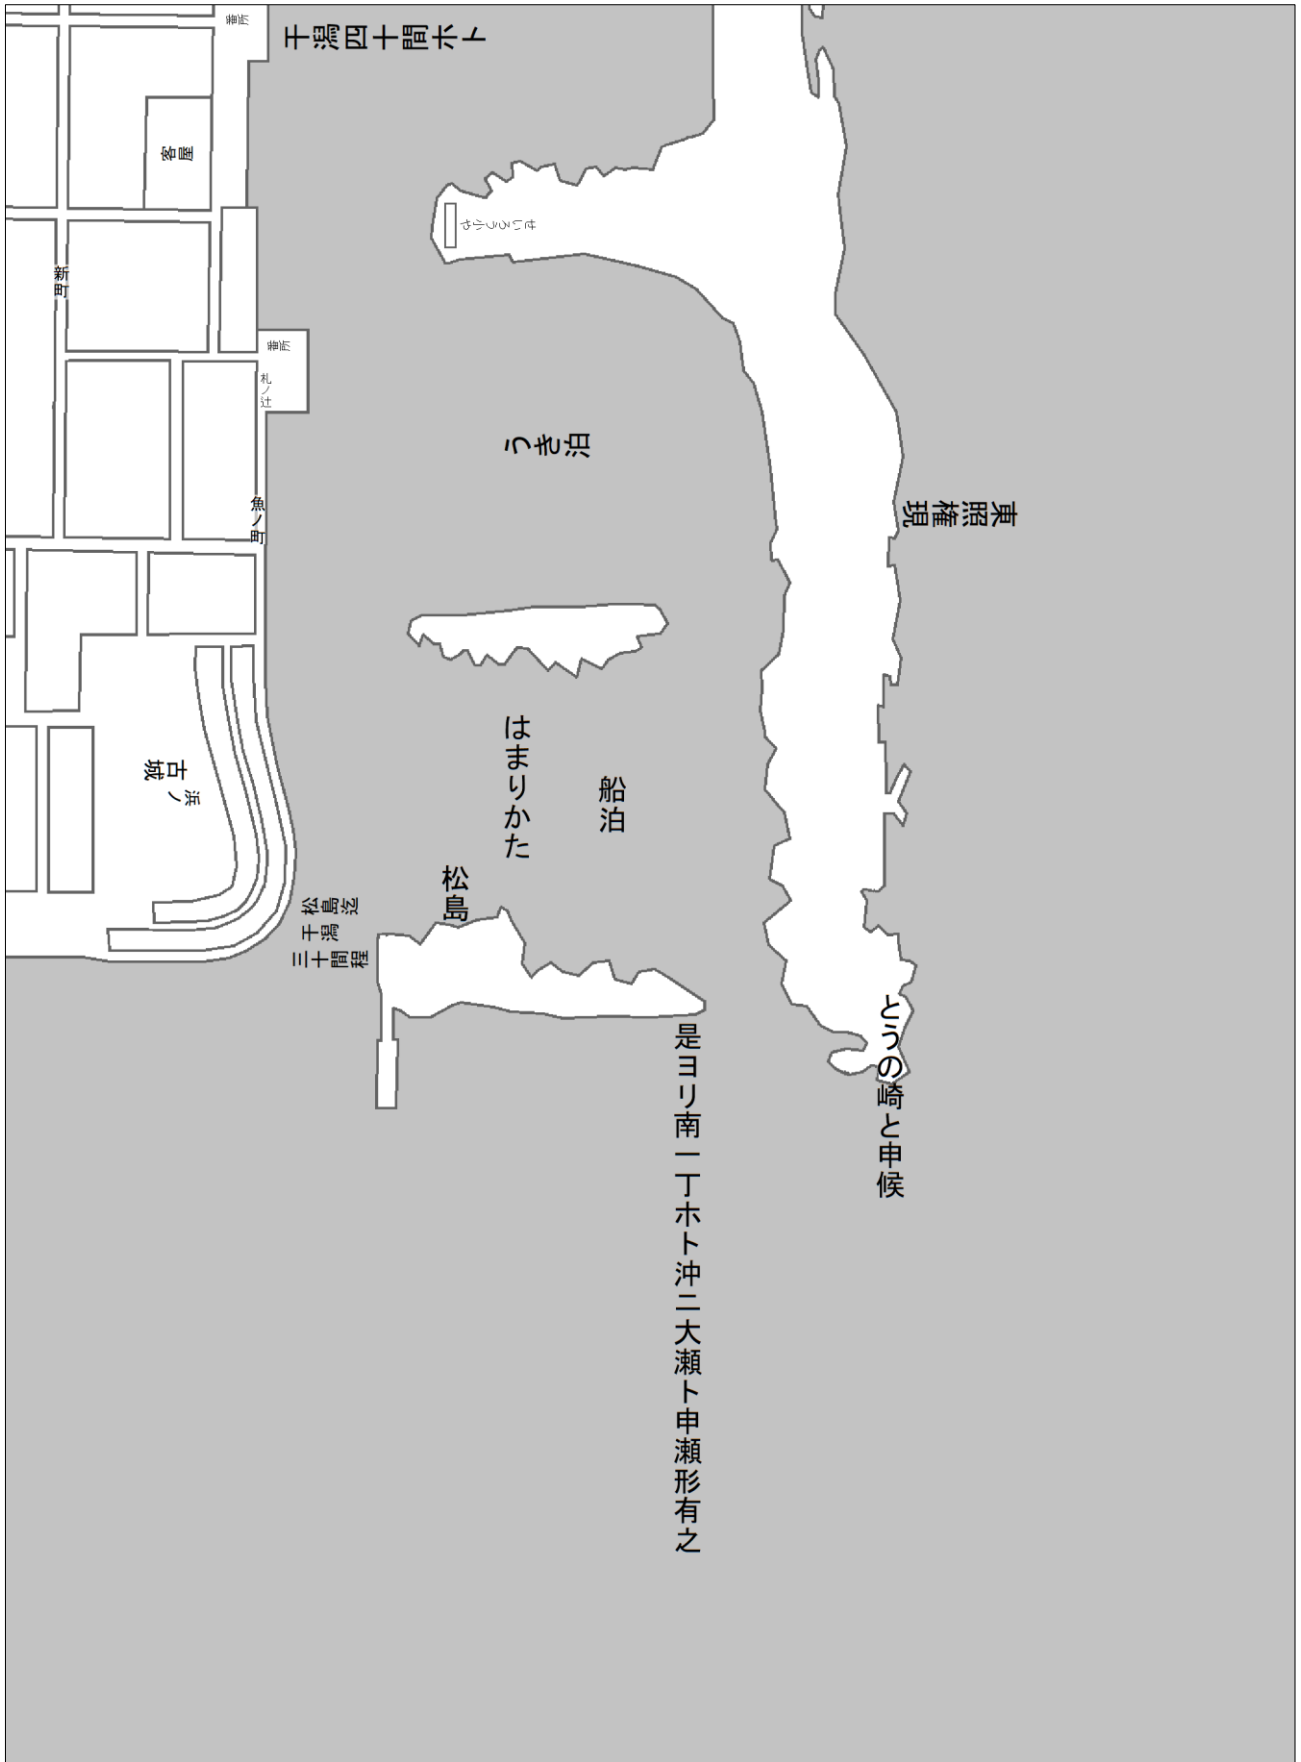 番所
干潟四十間ホト
客屋
せいろう小や
新町
番所
札ノ辻
うき泊
魚ノ町
東照権現
はまりかた
船泊
浜ノ
古城
松島
松島迄
干潟
三十間程
是ヨリ南一丁ホト沖ニ大瀬ト申瀬形有之
とうの崎と申候